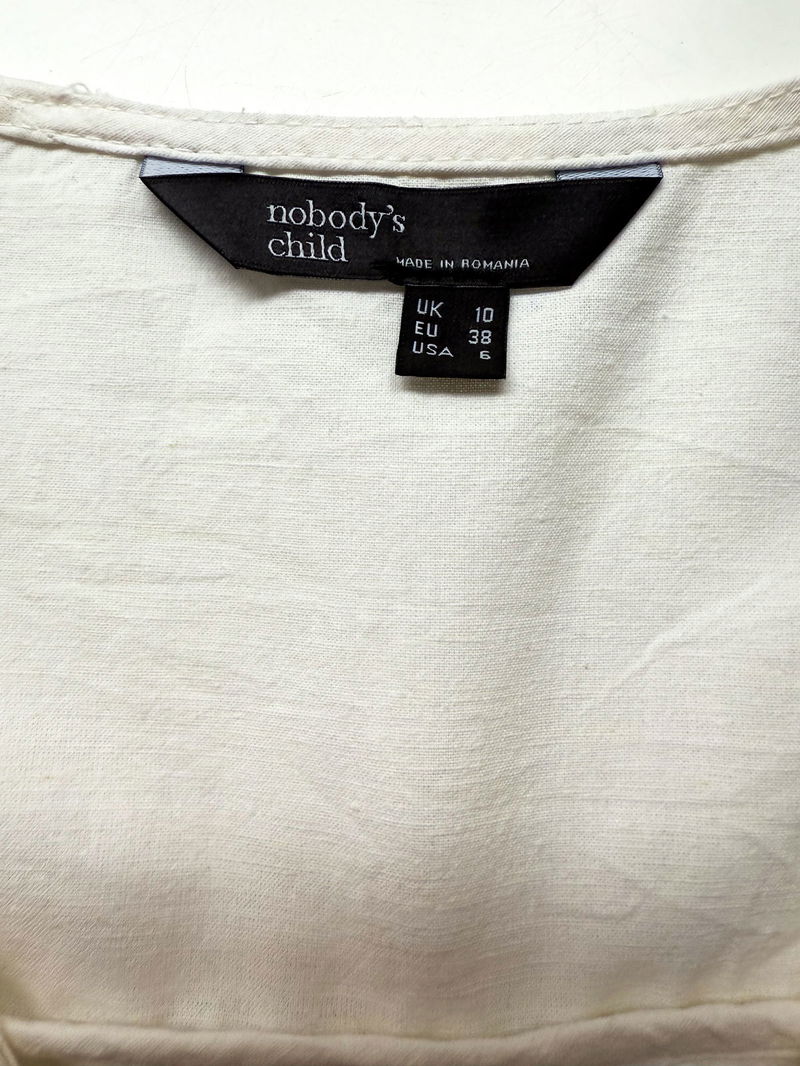 nobody's
child
MADE IN ROMANIA
UK 10
EU 38
USA 6